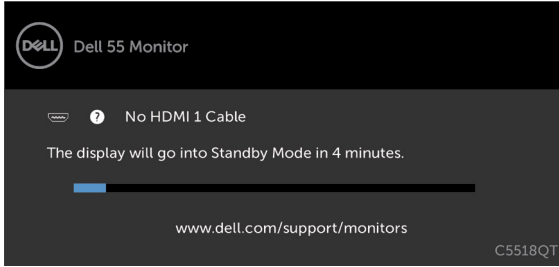 DELL
Dell 55 Monitor
? No HDMI 1 Cable
The display will go into Standby Mode in 4 minutes.
www.dell.com/support/monitors
C5518QT